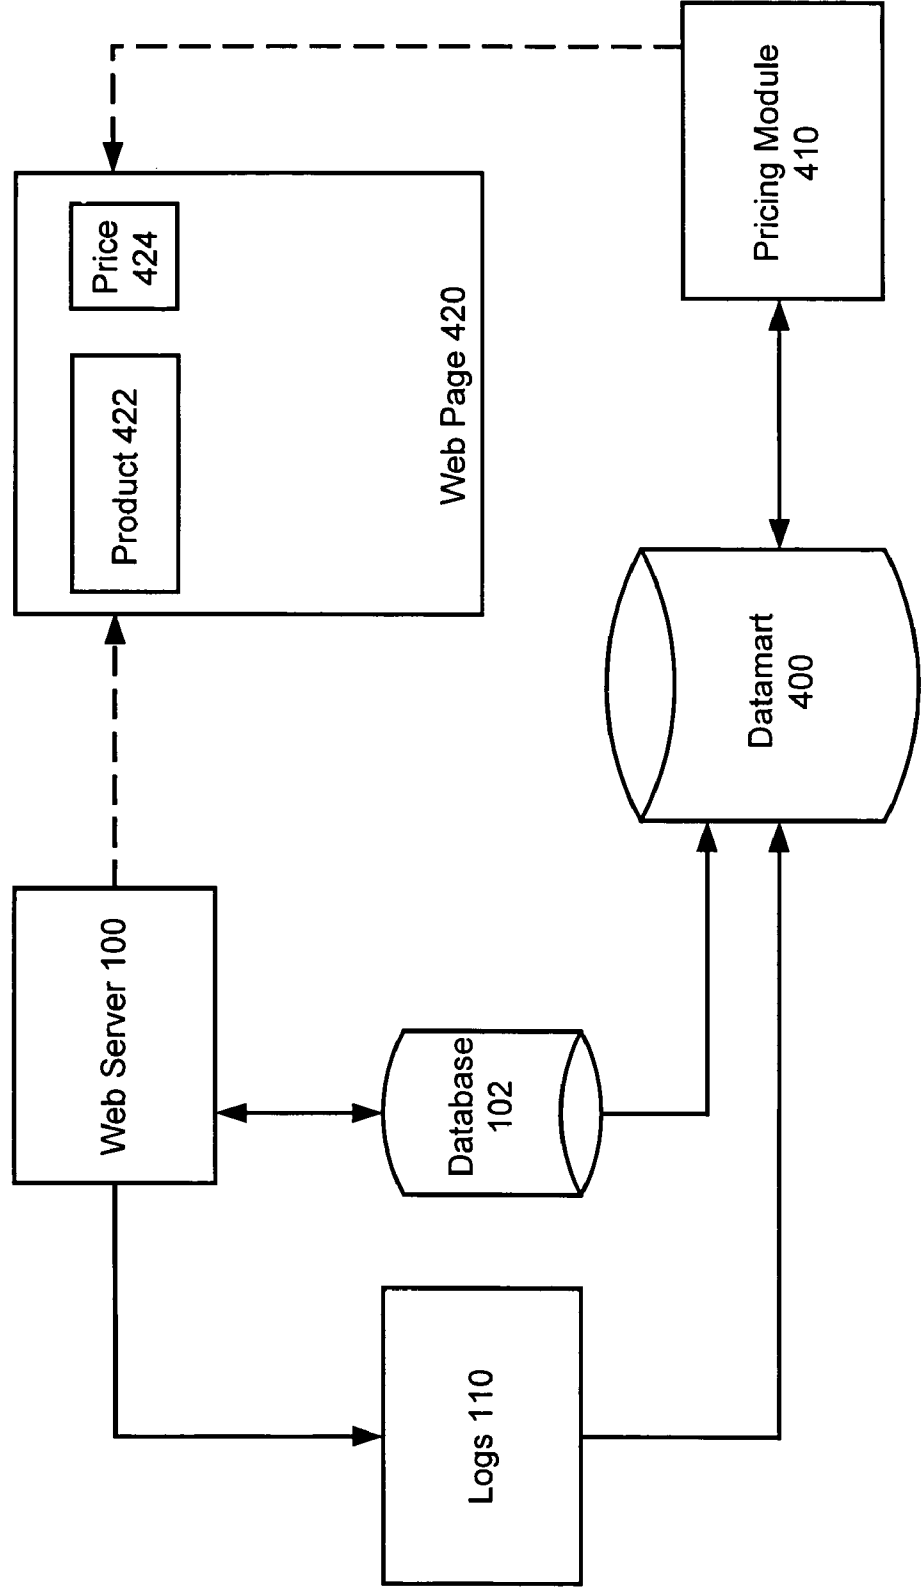 Logs 110
Web Server 100
Database
102
Product 422
Price
424
Web Page 420
Datamart
400
Pricing Module
410